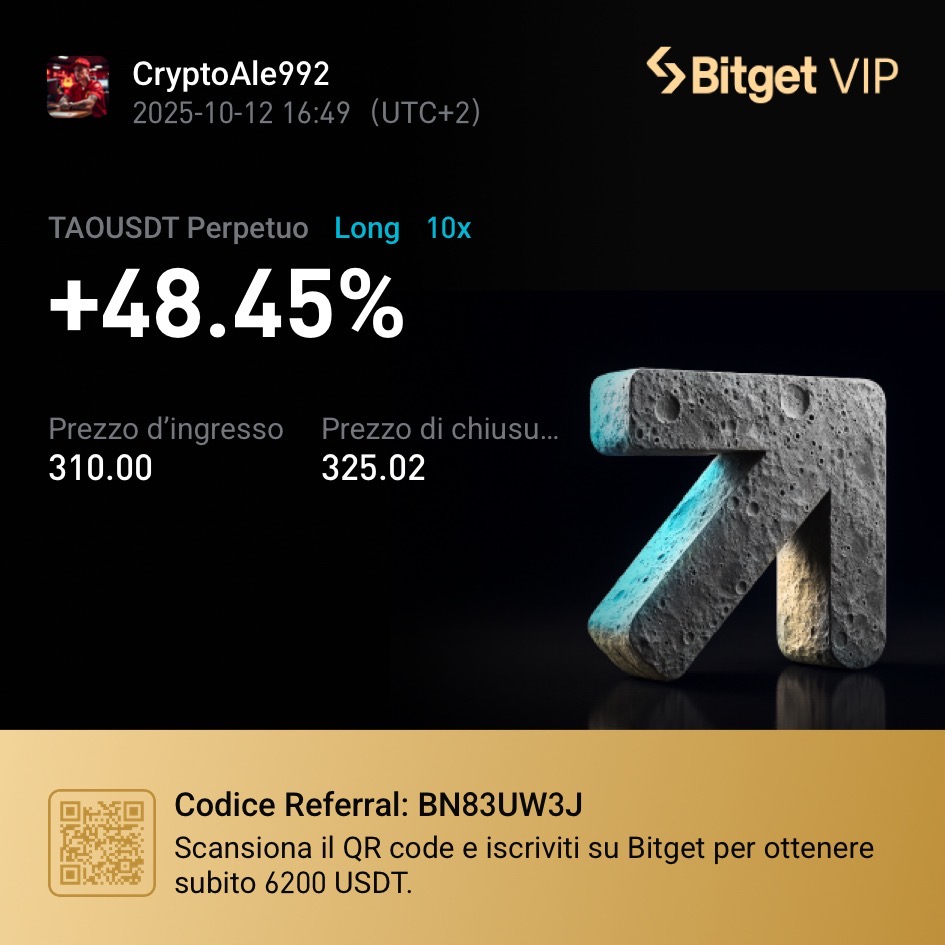 CryptoAle992
2025-10-12 16:49 (UTC+2)
Bitget VIP
TAOUSDT Perpetuo Long 10x
+48.45%
Prezzo d’ingresso Prezzo di chiusu...
310.00 325.02
Codice Referral: BN83UW3J
Scansiona il QR code e iscriviti su Bitget per ottenere
subito 6200 USDT.